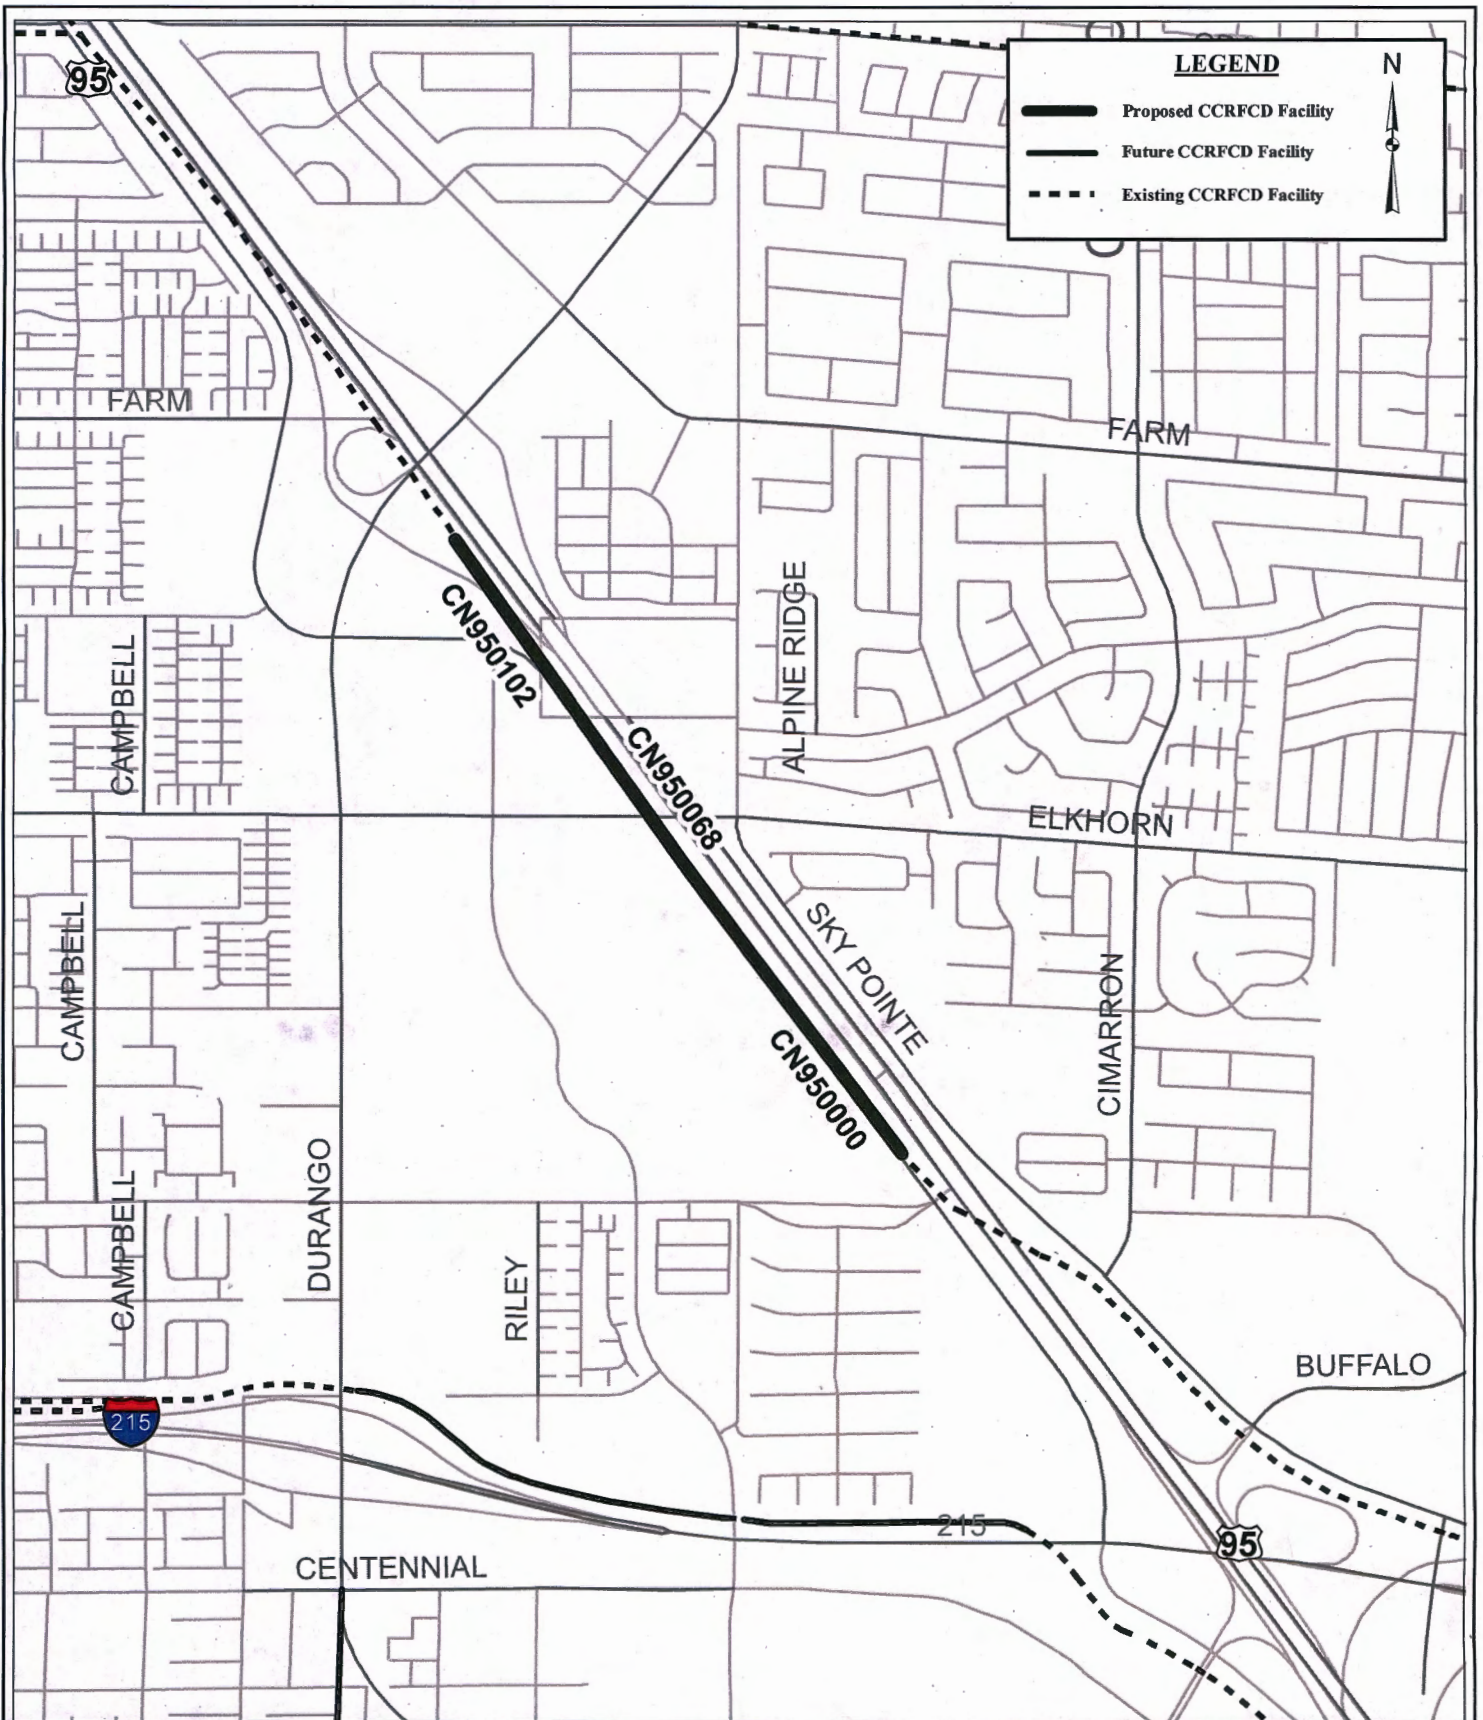 LEGEND
N
Proposed CCRFCD Facility
Future CCRFCD Facility
Existing CCRFCD Facility
95
FARM
FARM
CN950102
ALPINE RIDGE
CAMPBELL
CN950068
ELKHORN
SKY POINTE
CAMPBELL
CIMARRON
CN950000
DURANGO
CAMPBELL
RILEY
BUFFALO
215
215
95
CENTENNIAL